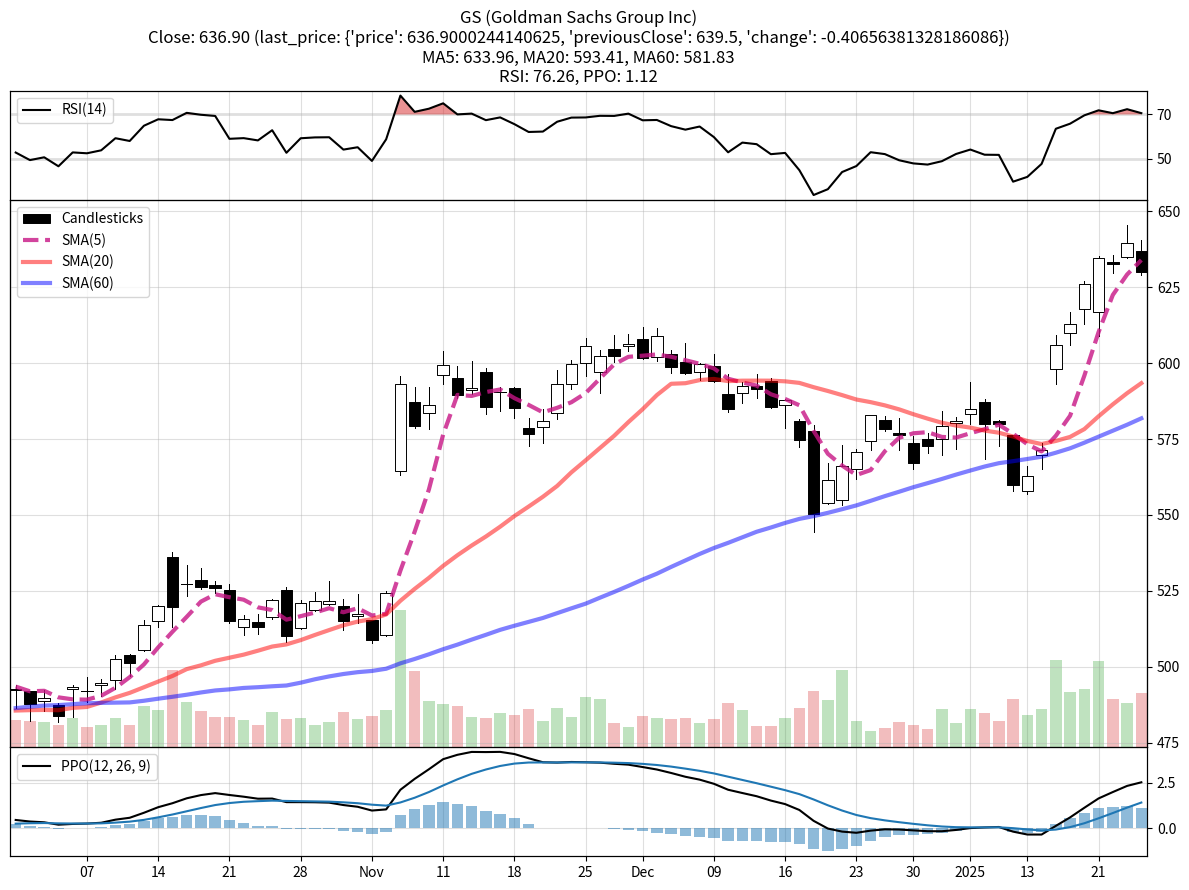 GS (Goldman Sachs Group Inc)
Close: 636.90 (last_price: {'price': 636.9000244140625, 'previousClose': 639.5, 'change': -0.40656381328186086})
MA5: 633.96, MA20: 593.41, MA60: 581.83
RSI: 76.26, PPO: 1.12
RSI(14)
70
50
Candlesticks
SMA(5)
SMA(20)
SMA(60)
650
625
600
575
550
525
500
475
PPO(12, 26, 9)
2.5
0.0
07 14 21 28 Nov 11 18 25 Dec 09 16 23 30 2025 13 21